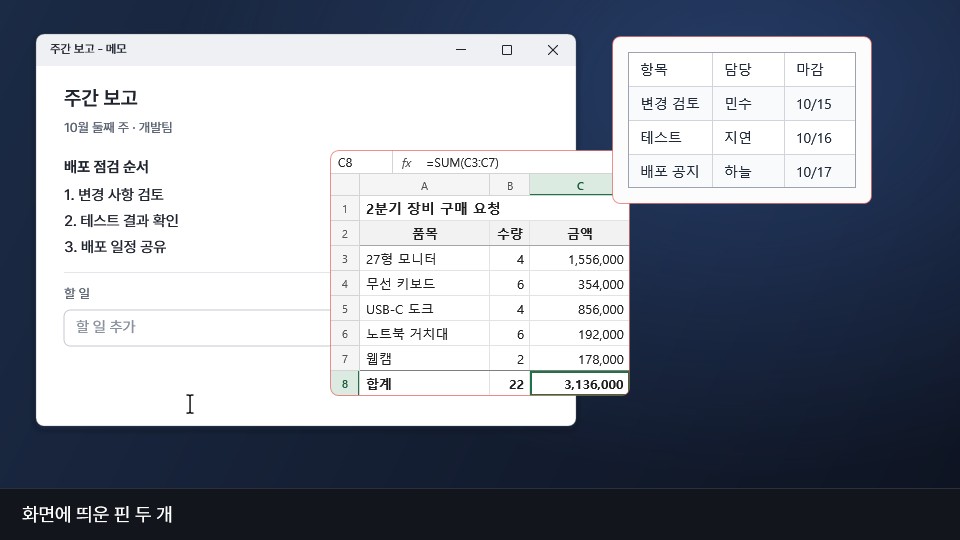 주간 보고 - 메모
주간 보고
10월 둘째 주 · 개발팀
배포 점검 순서
1. 변경 사항 검토
2. 테스트 결과 확인
3. 배포 일정 공유
할 일
할 일 추가
C8 fx =SUM(C3:C7)
A B C
1 2분기 장비 구매 요청
2 품목 수량 금액
3 27형 모니터 4 1,556,000
4 무선 키보드 6 354,000
5 USB-C 도크 4 856,000
6 노트북 거치대 6 192,000
7 웹캠 2 178,000
8 합계 22 3,136,000
항목 담당 마감
변경 검토 민수 10/15
테스트 지연 10/16
배포 공지 하늘 10/17
화면에 띄운 핀 두 개